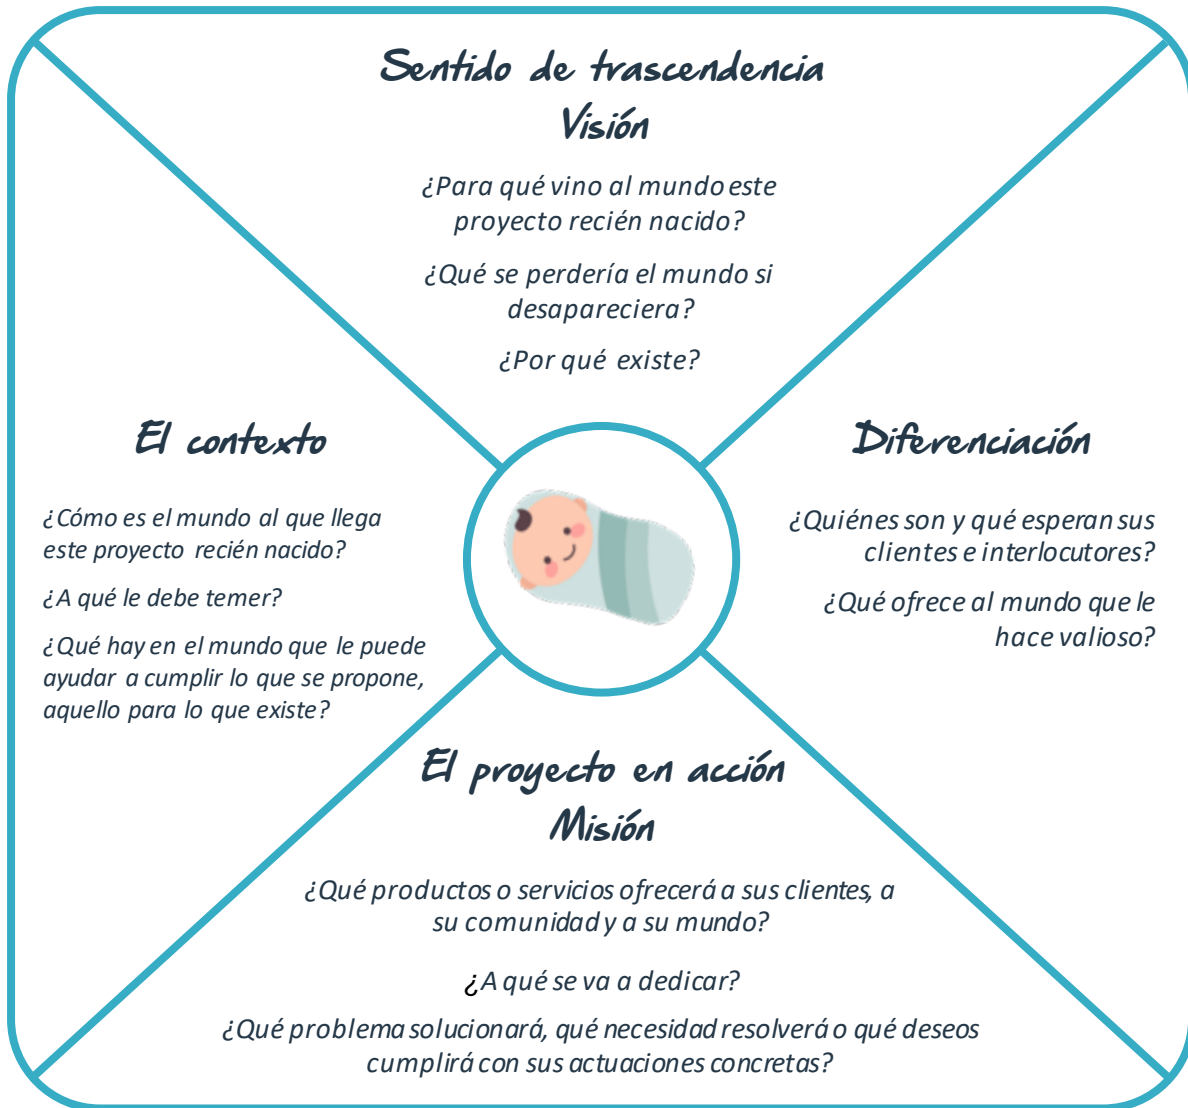 Sentido de trascendencia
Visión
¿Para qué vino al mundo este
proyecto recién nacido?
¿Qué se perdería el mundo si
desapareciera?
¿Por qué existe?
El contexto
¿Cómo es el mundo al que llega
este proyecto recién nacido?
¿A qué le debe temer?
¿Qué hay en el mundo que le puede
ayudar a cumplir lo que se propone,
aquello para lo que existe?
Diferenciación
¿Quiénes son y qué esperan sus
clientes e interlocutores?
¿Qué ofrece al mundo que le
hace valioso?
El proyecto en acción
Misión
¿Qué productos o servicios ofrecerá a sus clientes, a
su comunidad y a su mundo?
¿A qué se va a dedicar?
¿Qué problema solucionará, qué necesidad resolverá o qué deseos
cumplirá con sus actuaciones concretas?